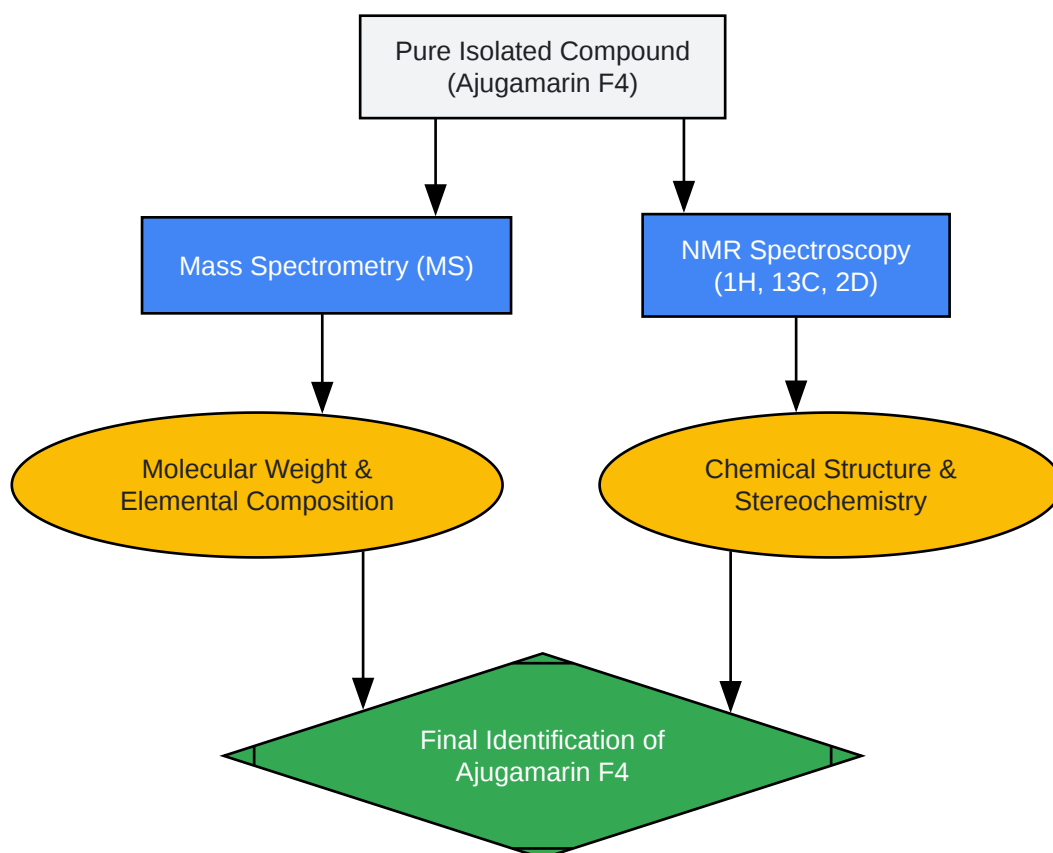 Pure Isolated Compound
(Ajugamarin F4)
Mass Spectrometry (MS)
NMR Spectroscopy
(1H, 13C, 2D)
Molecular Weight &
Elemental Composition
Chemical Structure &
Stereochemistry
Final Identification of
Ajugamarin F4